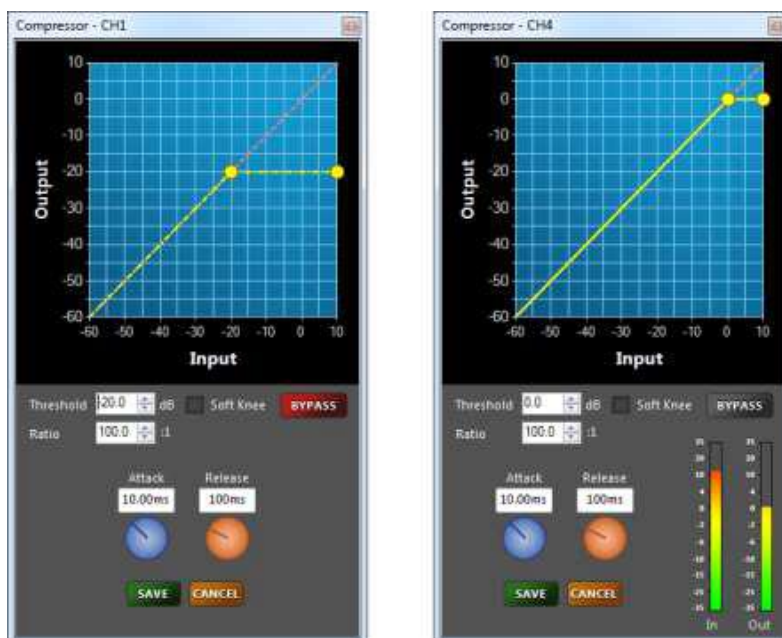 Compressor - CH1
10
0
-10
-20
-30
-40
-50
-60
Output
-60 -50 -40 -30 -20 -10 0 10
Input
Threshold -20.0 dB Soft Knee BYPASS
Ratio 100.0 :1
Attack Release
10.00ms 100ms
SAVE CANCEL
Compressor - CH4
10
0
-10
-20
-30
-40
-50
-60
Output
-60 -50 -40 -30 -20 -10 0 10
Input
Threshold 0.0 dB Soft Knee BYPASS
Ratio 100.0 :1
Attack Release
10.00ms 100ms
SAVE CANCEL
In Out